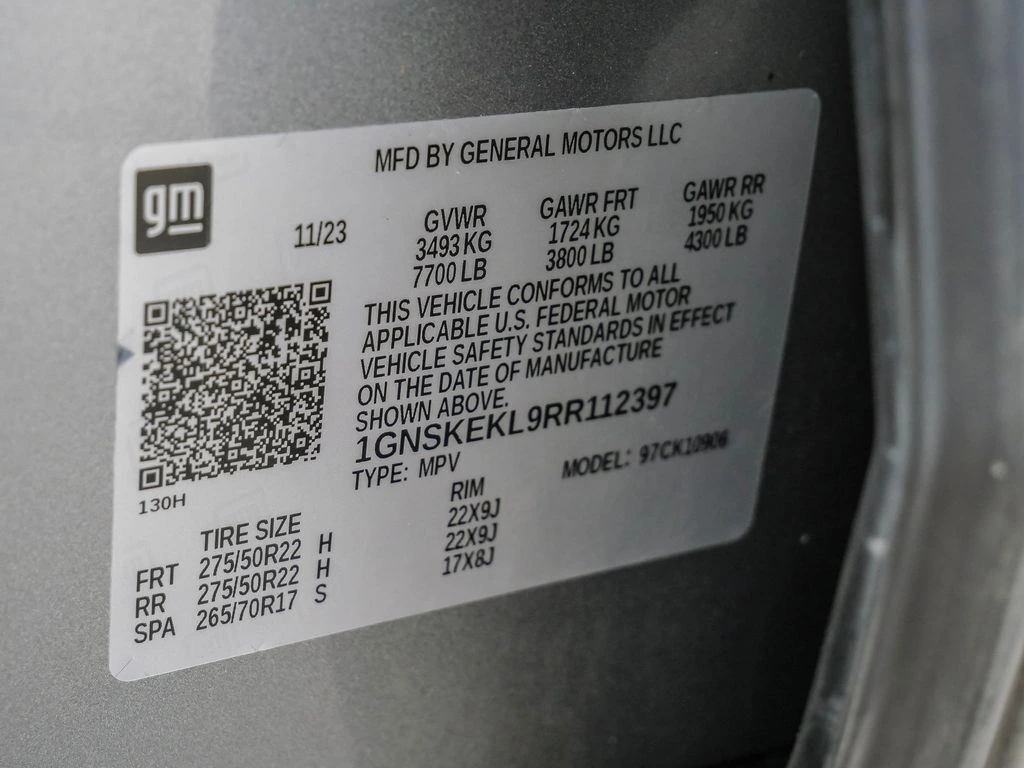 MFD BY GENERAL MOTORS LLC
gm
11/23
GVWR
3493 KG
7700 LB
GAWR FRT
1724 KG
3800 LB
GAWR RR
1950 KG
4300 LB
THIS VEHICLE CONFORMS TO ALL
APPLICABLE U.S. FEDERAL MOTOR
VEHICLE SAFETY STANDARDS IN EFFECT
ON THE DATE OF MANUFACTURE
SHOWN ABOVE.
1GNSKEKL9RR112397
TYPE: MPV MODEL: 97CK10906
130H
TIRE SIZE RIM
FRT 275/50R22 H 22X9J
RR 275/50R22 H 22X9J
SPA 265/70R17 S 17X8J